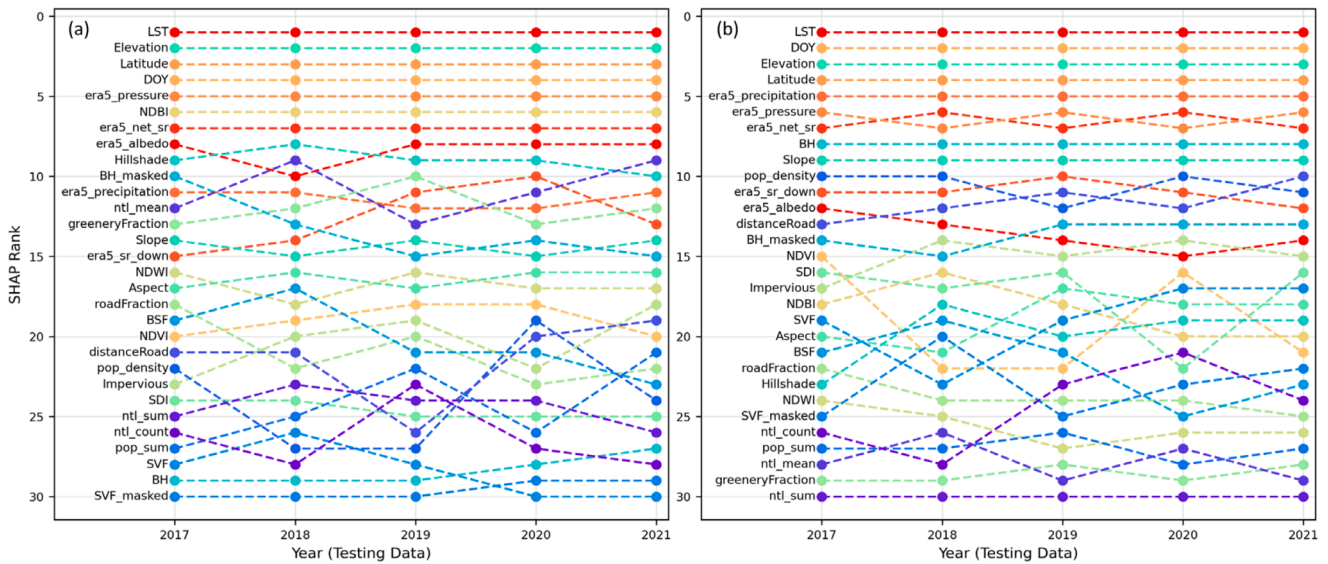 (a)
SHAP Rank
0
5
10
15
20
25
30
LST
Elevation
Latitude
DOY
era5_pressure
NDBI
era5_net_sr
era5_albedo
Hillshade
BH_masked
era5_precipitation
ntl_mean
greeneryFraction
Slope
era5_sr_down
NDWI
Aspect
roadFraction
BSF
NDVI
distanceRoad
pop_density
Impervious
SDI
ntl_sum
ntl_count
pop_sum
SVF
BH
SVF_masked
2017 2018 2019 2020 2021
Year (Testing Data)
(b)
0
5
10
15
20
25
30
LST
DOY
Elevation
Latitude
era5_precipitation
era5_pressure
era5_net_sr
BH
Slope
pop_density
era5_sr_down
era5_albedo
distanceRoad
BH_masked
NDVI
SDI
Impervious
NDBI
SVF
Aspect
BSF
roadFraction
Hillshade
NDWI
SVF_masked
ntl_count
pop_sum
ntl_mean
greeneryFraction
ntl_sum
2017 2018 2019 2020 2021
Year (Testing Data)